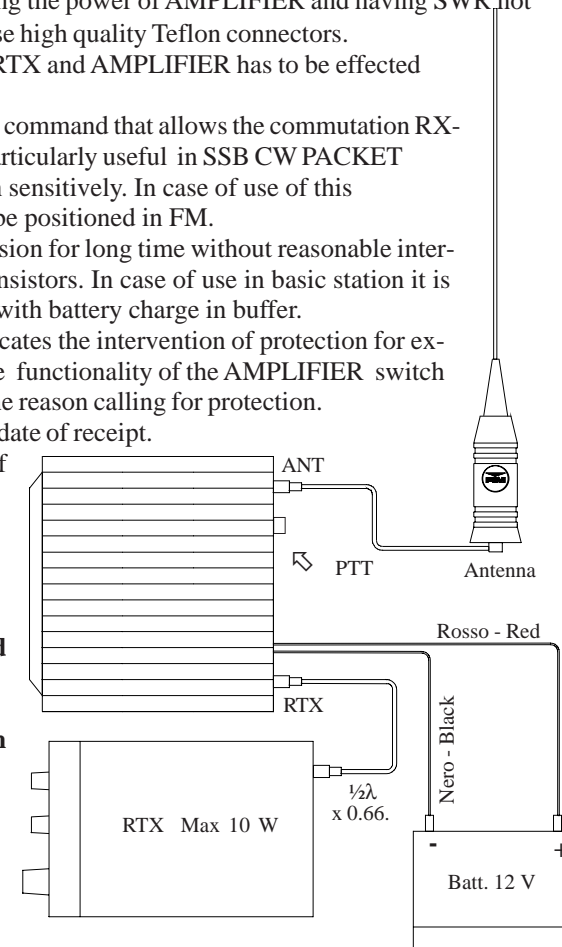 ng the power of AMPLIFIER and having SWR not
se high quality Teflon connectors.
RTX and AMPLIFIER has to be effected
command that allows the commutation RX-
articularly useful in SSB CW PACKET
n sensitively. In case of use of this
be positioned in FM.
sion for long time without reasonable inter-
nsistors. In case of use in basic station it is
with battery charge in buffer.
icates the intervention of protection for ex-
e functionality of the AMPLIFIER switch
ne reason calling for protection.
date of receipt.
f
ANT
PTT
Antenna
d
Rosso - Red
RTX
n
Nero - Black
½λ
x 0.66.
RTX Max 10 W
- +
Batt. 12 V